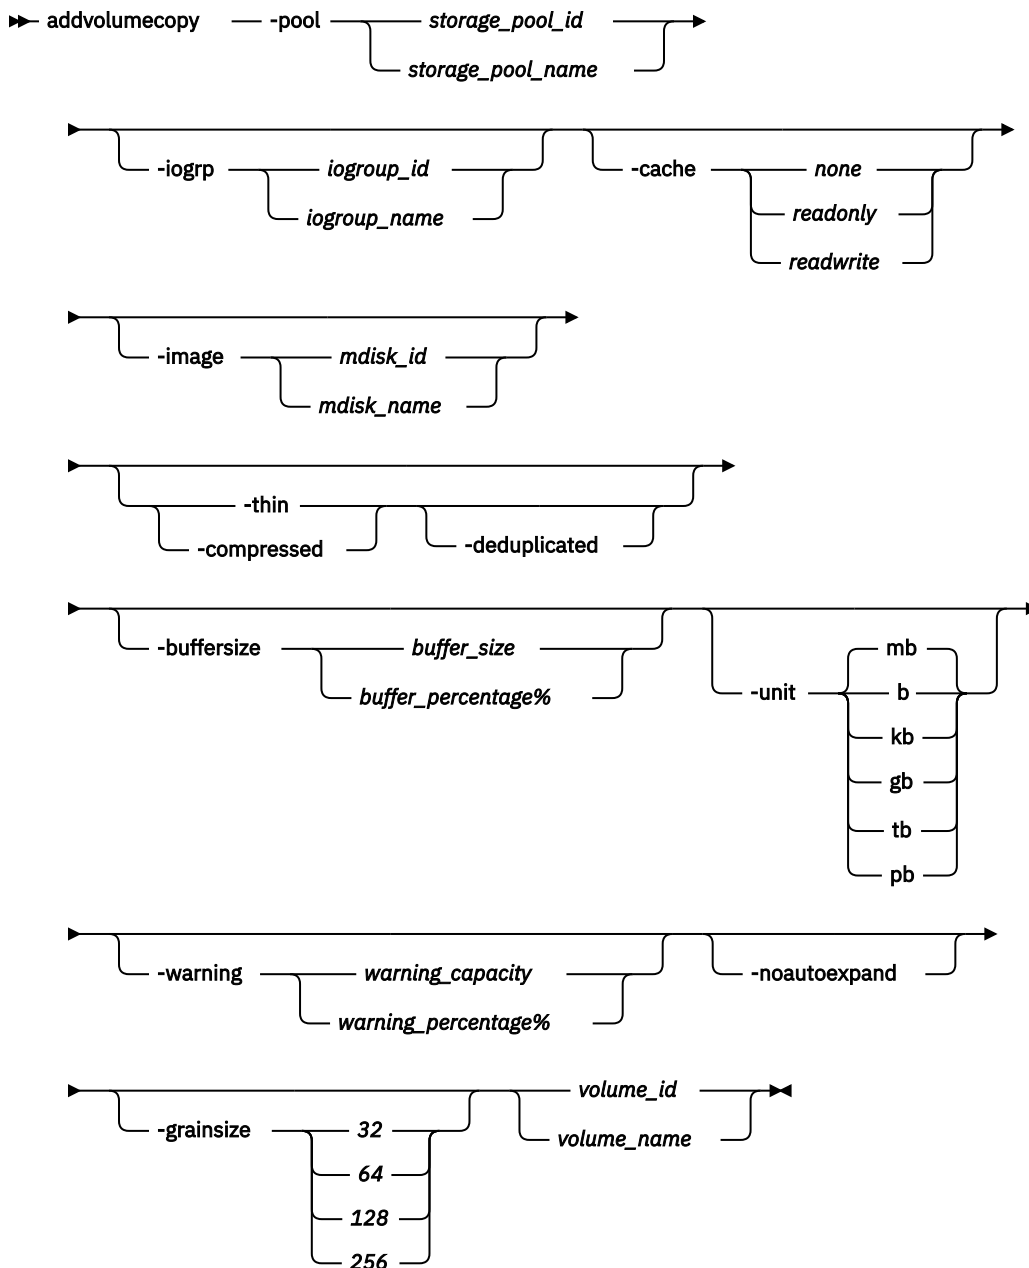 addvolumecopy -pool storage_pool_id
storage_pool_name
-iogrp iogroup_id -cache none
iogroup_name readonly
readwrite
-image mdisk_id
mdisk_name
-thin
-compressed -deduplicated
-buffersize buffer_size mb
buffer_percentage% -unit b
kb
gb
tb
pb
-warning warning_capacity -noautoexpand
warning_percentage%
-grainsize 32 volume_id
64 volume_name
128
256